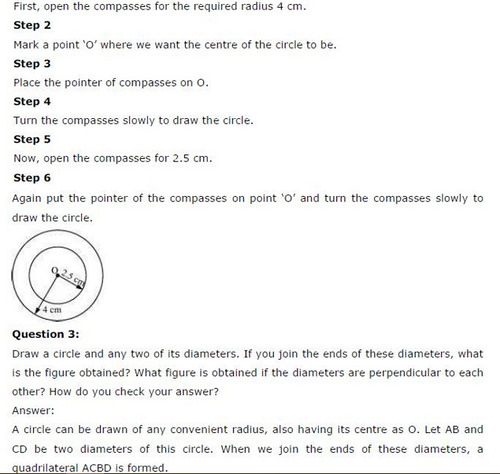 First, open the compasses for the required radius 4 cm.
Step 2
Mark a point ‘O’ where we want the centre of the circle to be.
Step 3
Place the pointer of compasses on O.
Step 4
Turn the compasses slowly to draw the circle.
Step 5
Now, open the compasses for 2.5 cm.
Step 6
Again put the pointer of the compasses on point ‘O’ and turn the compasses slowly to
draw the circle.
O
2.5 cm
4 cm
Question 3:
Draw a circle and any two of its diameters. If you join the ends of these diameters, what
is the figure obtained? What figure is obtained if the diameters are perpendicular to each
other? How do you check your answer?
Answer:
A circle can be drawn of any convenient radius, also having its centre as O. Let AB and
CD be two diameters of this circle. When we join the ends of these diameters, a
quadrilateral ACBD is formed.